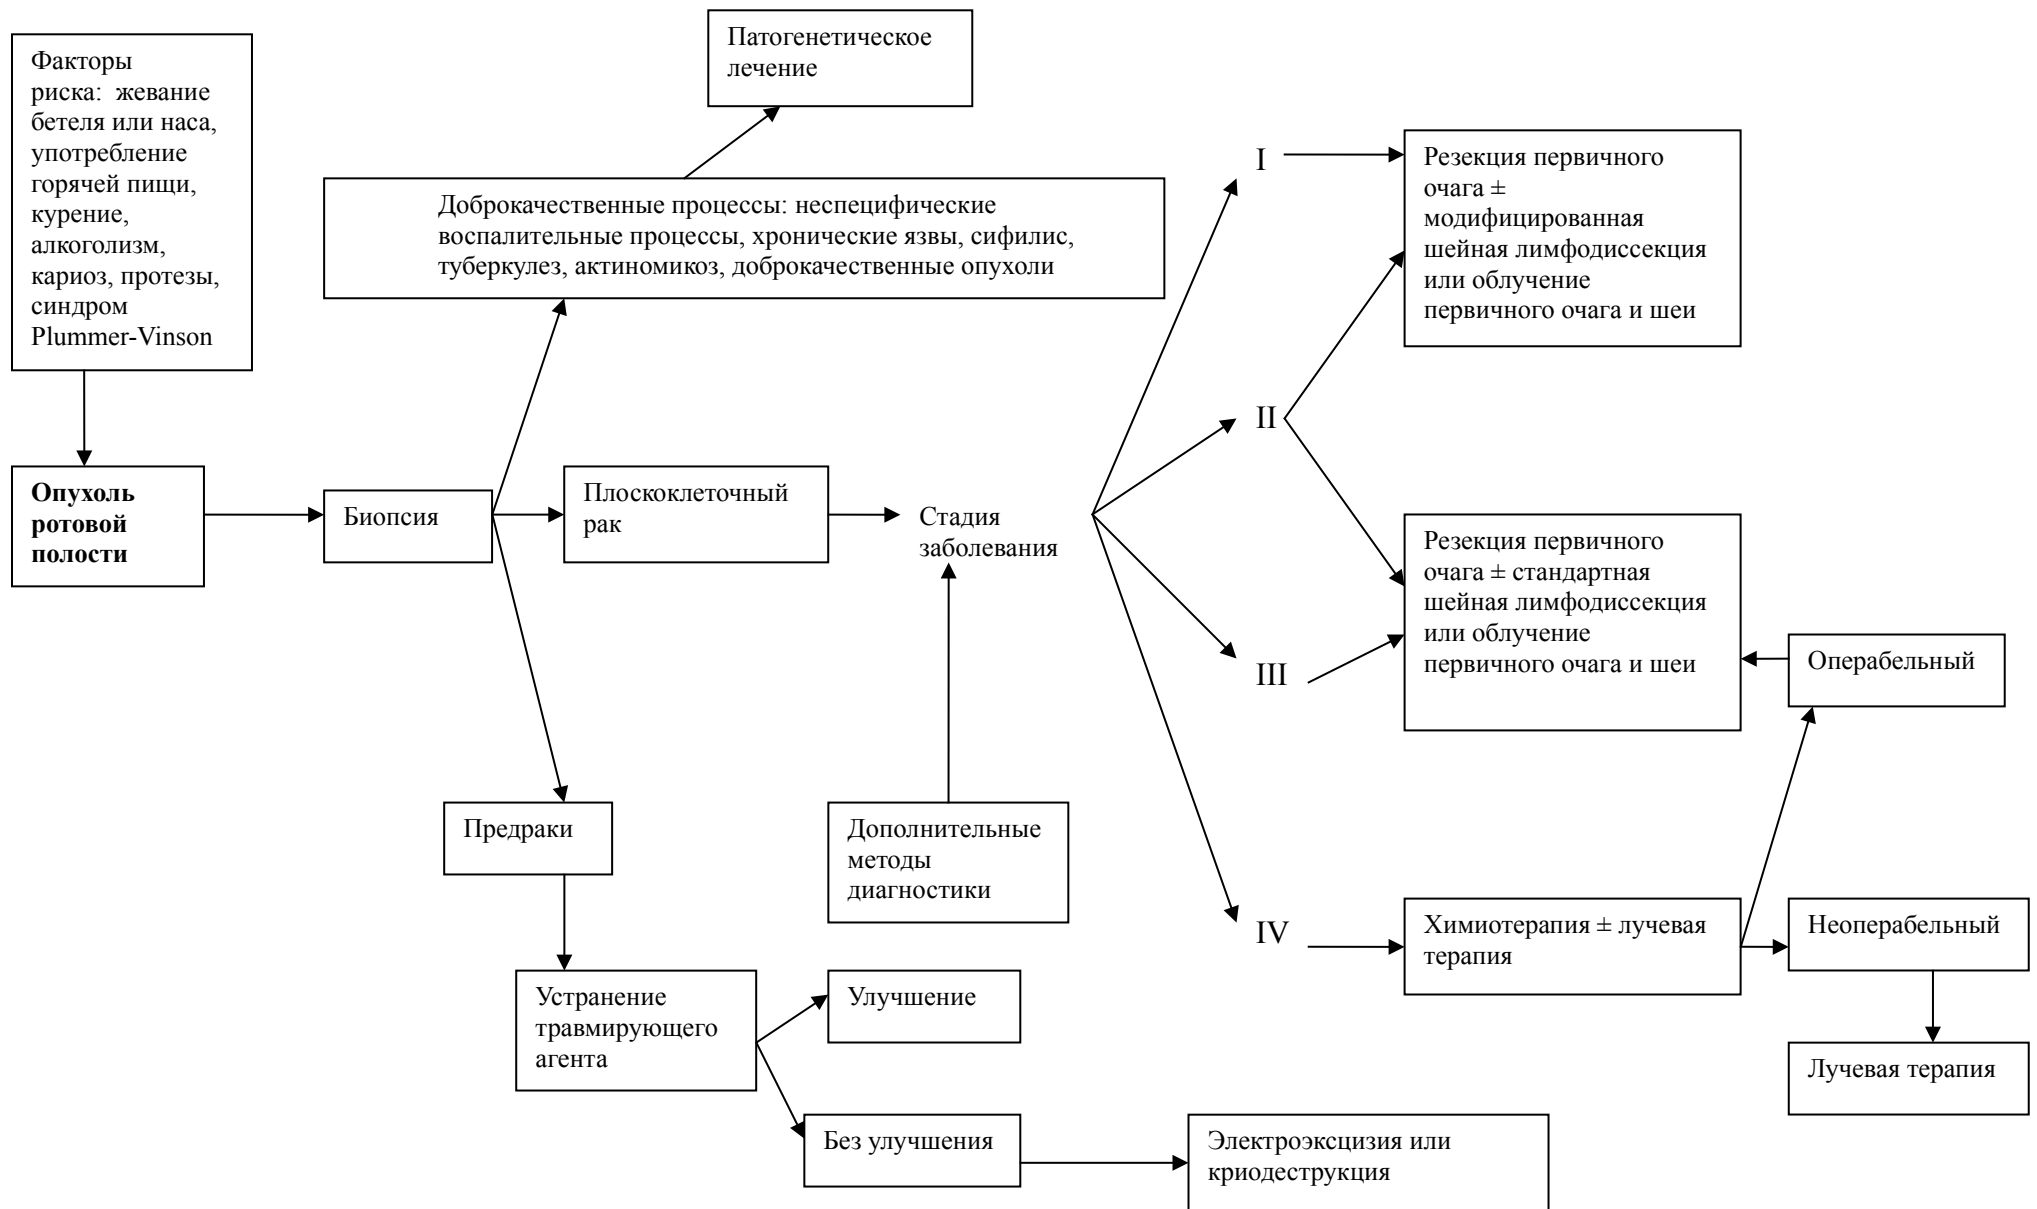 Факторы
риска: жевание
бетеля или наса,
употребление
горячей пищи,
курение,
алкоголизм,
кариоз, протезы,
синдром
Plummer-Vinson
Патогенетическое
лечение
Доброкачественные процессы: неспецифические
воспалительные процессы, хронические язвы, сифилис,
туберкулез, актиномикоз, доброкачественные опухоли
Опухоль
ротовой
полости
Биопсия
Плоскоклеточный
рак
Стадия
заболевания
I
II
III
IV
Резекция первичного
очага ±
модифицированная
шейная лимфодиссекция
или облучение
первичного очага и шеи
Резекция первичного
очага ± стандартная
шейная лимфодиссекция
или облучение
первичного очага и шеи
Операбельный
Предраки
Дополнительные
методы
диагностики
Химиотерапия ± лучевая
терапия
Неоперабельный
Устранение
травмирующего
агента
Улучшение
Лучевая терапия
Без улучшения
Электроэксцизия или
криодеструкция